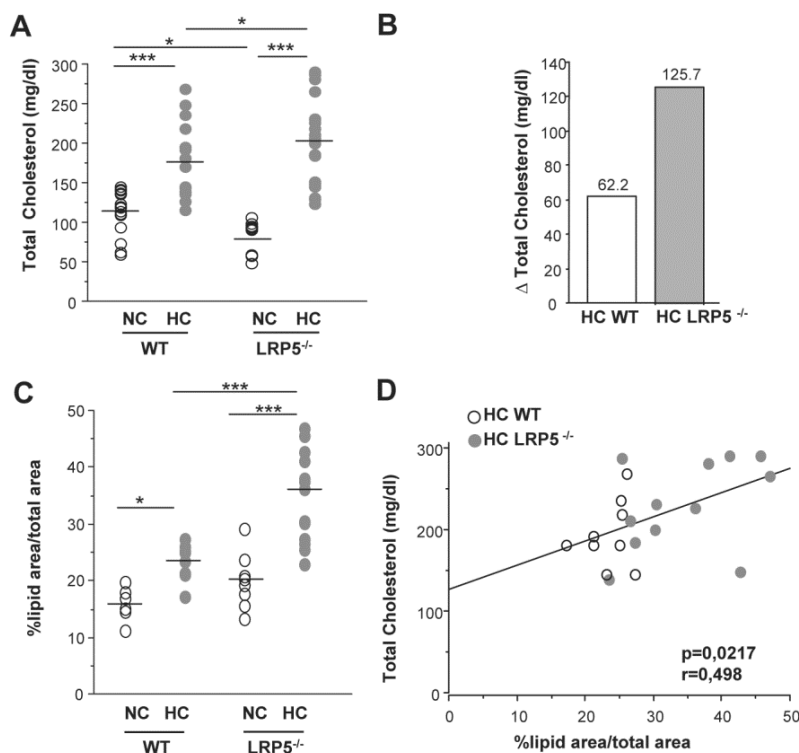 A
*
*
***
***
Total Cholesterol (mg/dl)
300
250
200
150
100
50
0
NC HC NC HC
WT LRP5-/-
B
Δ Total Cholesterol (mg/dl)
140
120
100
80
60
40
20
0
62.2
125.7
HC WT HC LRP5 -/-
C
***
***
*
%lipid area/total area
50
40
30
20
10
0
NC HC NC HC
WT LRP5-/-
D
HC WT
HC LRP5 -/-
Total Cholesterol (mg/dl)
300
200
100
0
p=0,0217
r=0,498
0 10 20 30 40 50
%lipid area/total area